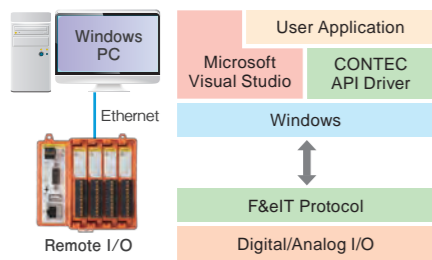 Windows
PC
Ethernet
Remote I/O
User Application
Microsoft
Visual Studio
CONTEC
API Driver
Windows
F&eIT Protocol
Digital/Analog I/O